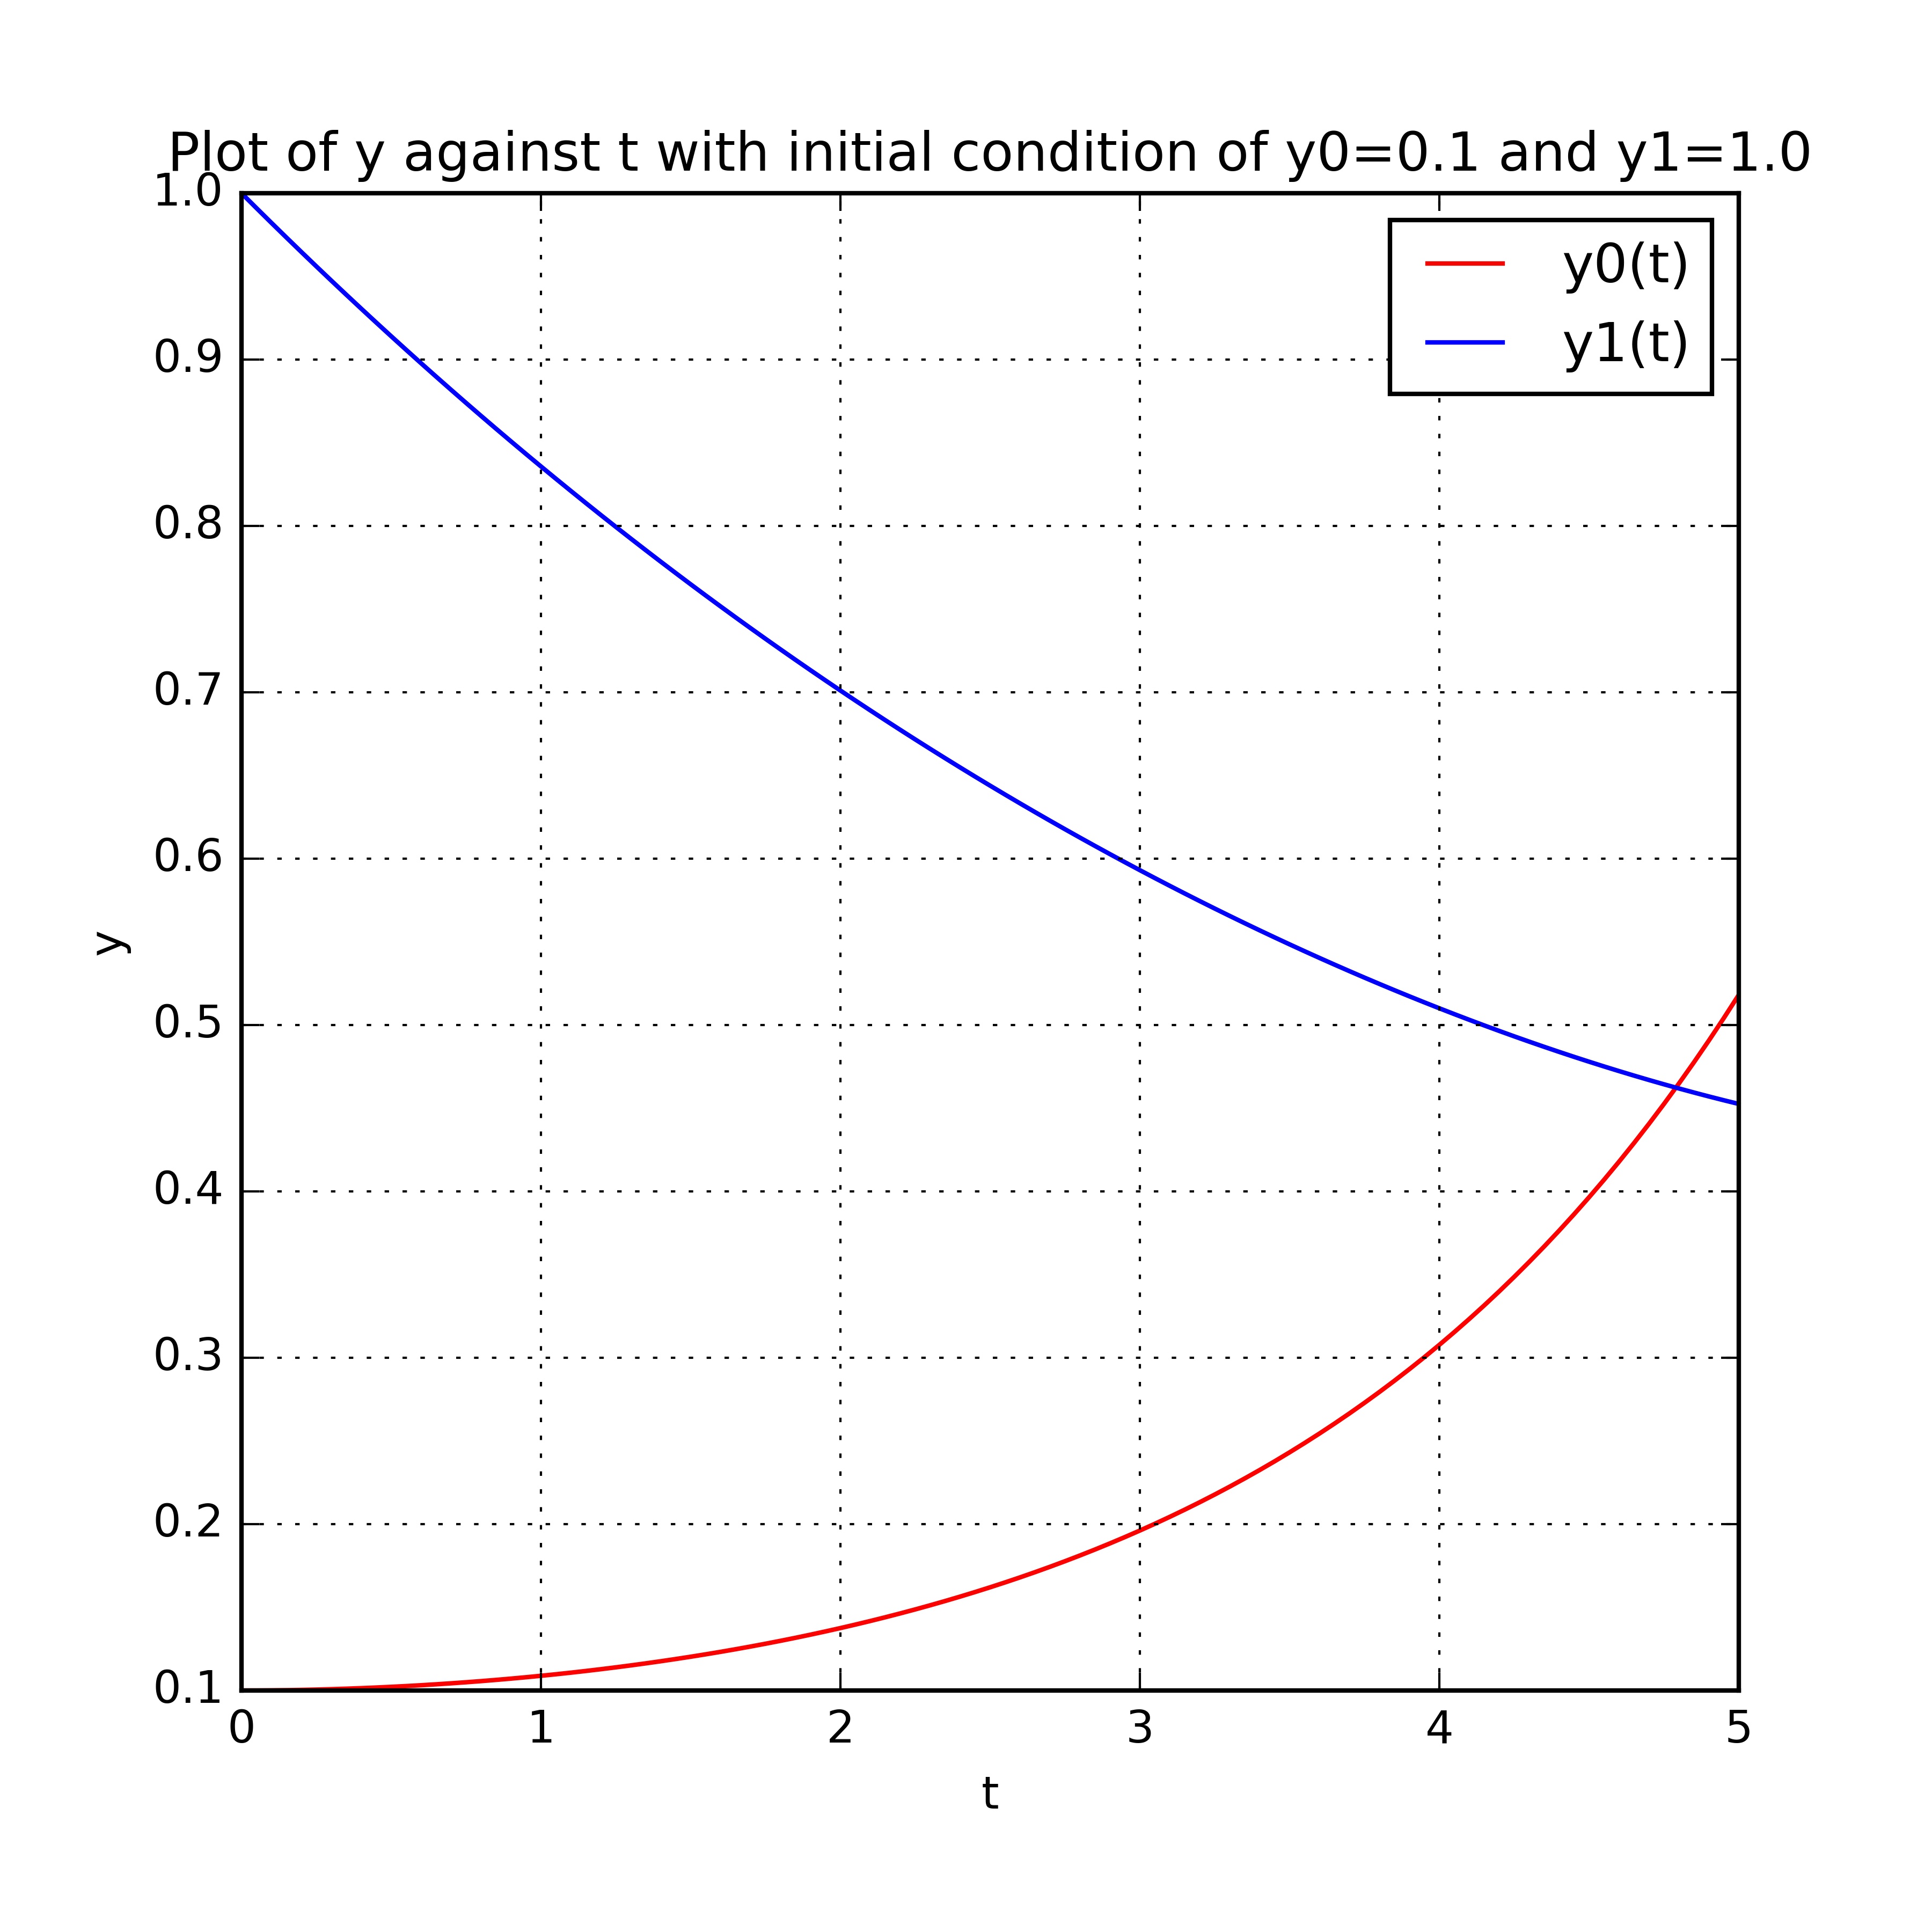 Plot of y against t with initial condition of y0=0.1 and y1=1.0
1.0
0.9
0.8
0.7
0.6
0.5
0.4
0.3
0.2
0.1
y
y0(t)
y1(t)
0 1 2 3 4 5
t